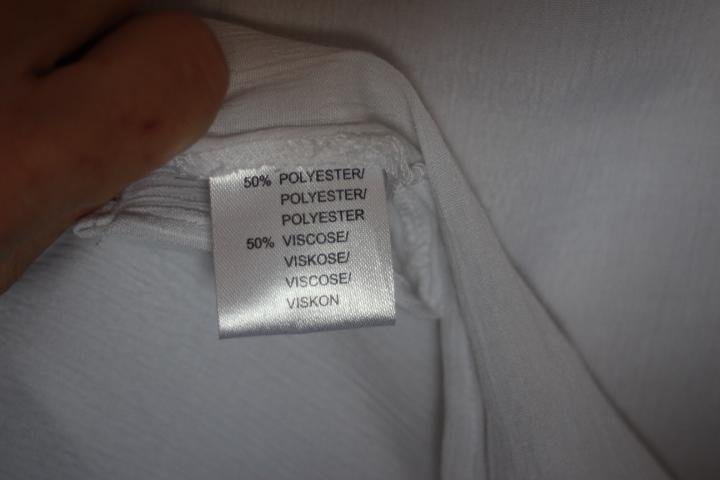 50% POLYESTER/
POLYESTER/
POLYESTER
50% VISCOSE/
VISKOSE/
VISCOSE/
VISKON